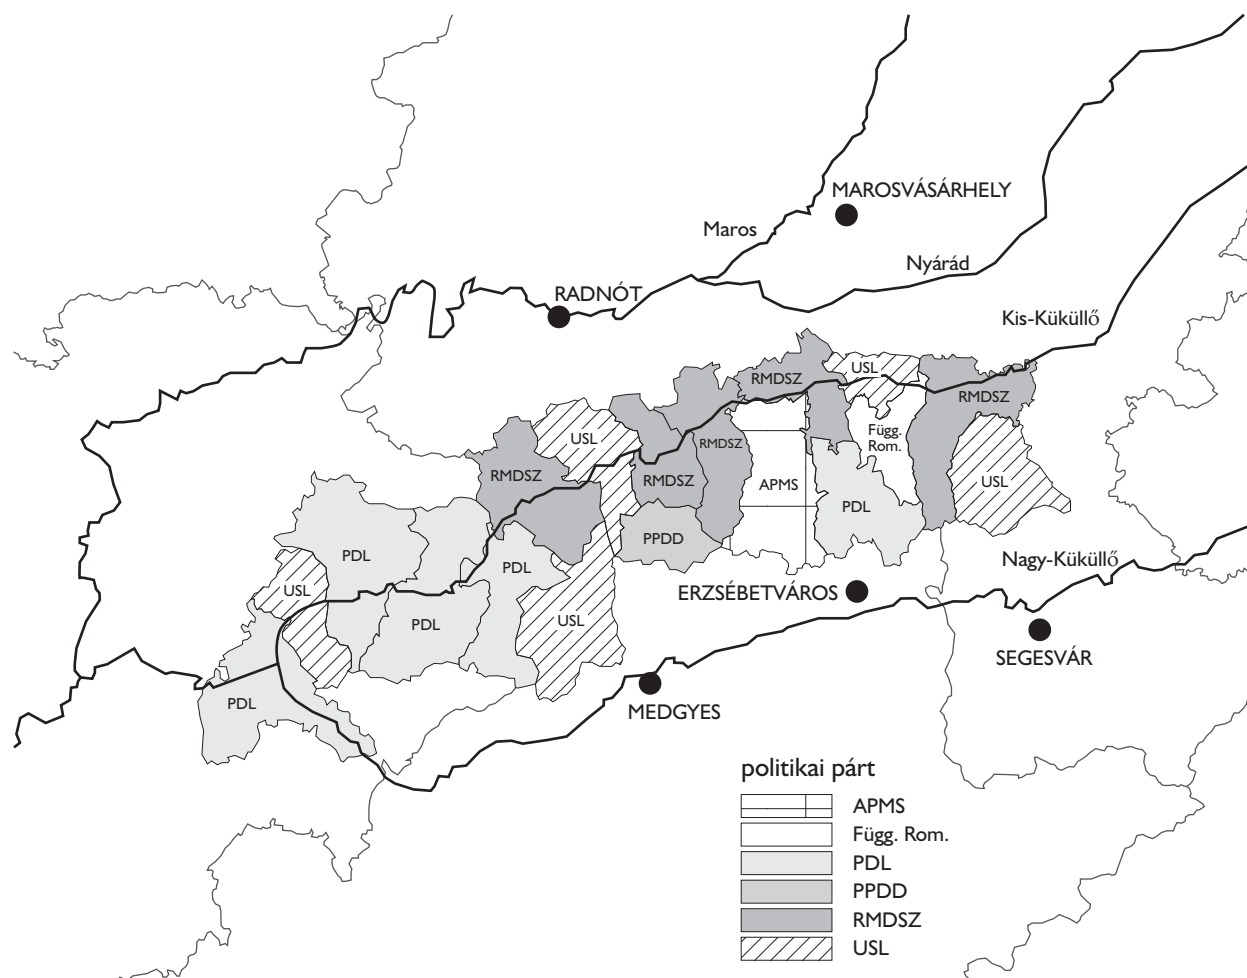 MAROSVÁSÁRHELY
Maros
Nyárád
RADNÓT
Kis-Küküllő
USL
RMDSZ
RMDSZ
USL
Függ.
Rom.
RMDSZ
RMDSZ
RMDSZ
APMS
USL
PDL
PPDD
PDL
PDL
Nagy-Küküllő
USL
ERZSÉBETVÁROS
PDL
USL
SEGESVÁR
PDL
MEDGYES
politikai párt
APMS
Függ. Rom.
PDL
PPDD
RMDSZ
USL